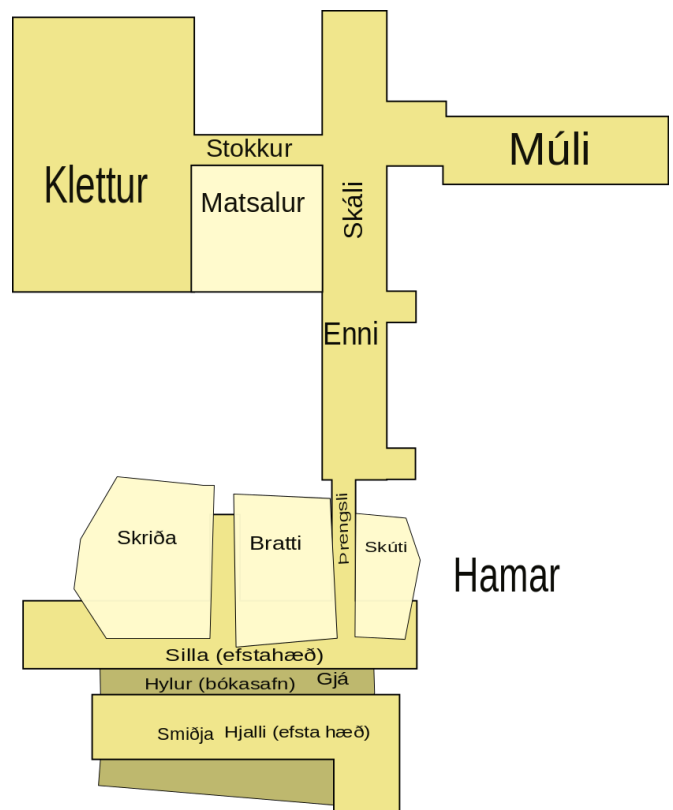 Stokkur
Múli
Klettur
Matsalur
Skáli
Enni
Þrengsli
Skriða
Bratti
Skúti
Hamar
Silla (efstahæð)
Hylur (bókasafn)
Gjá
Smiðja
Hjalli (efsta hæð)